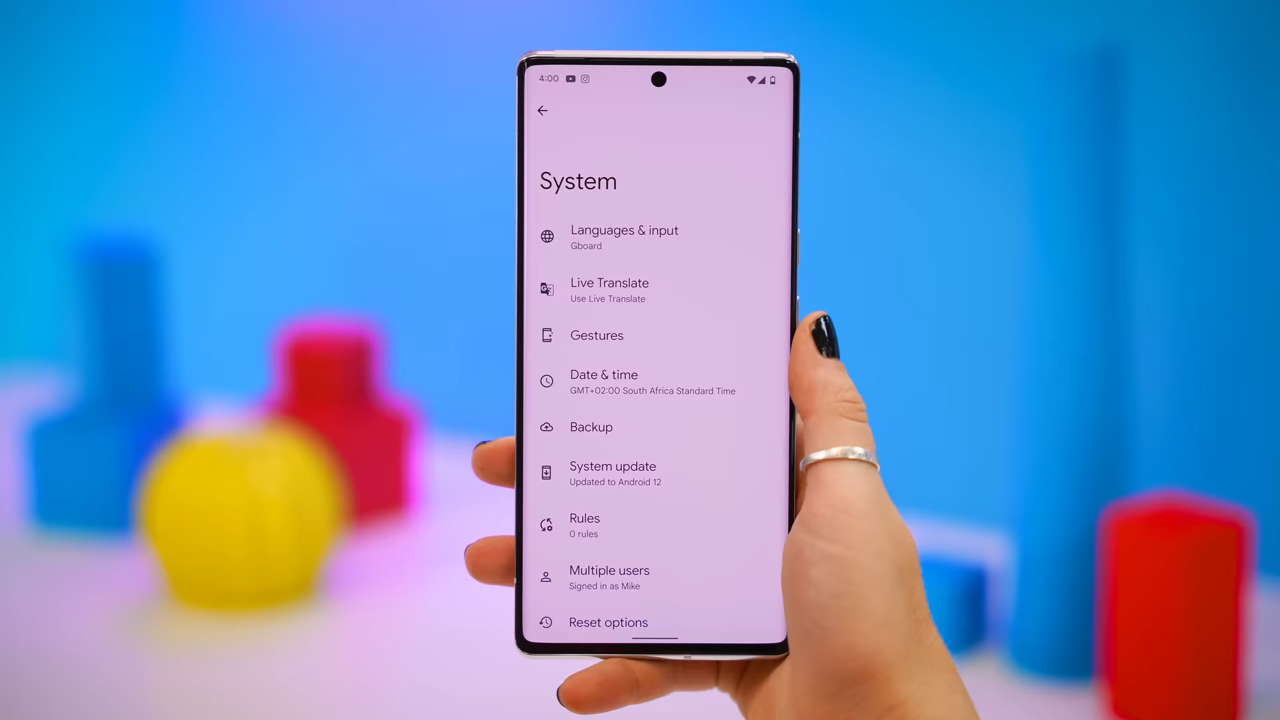 4:00
System
Languages & input
Gboard
Live Translate
Use Live Translate
Gestures
Date & time
GMT+02:00 South Africa Standard Time
Backup
System update
Updated to Android 12
Rules
0 rules
Multiple users
Signed in as Mike
Reset options